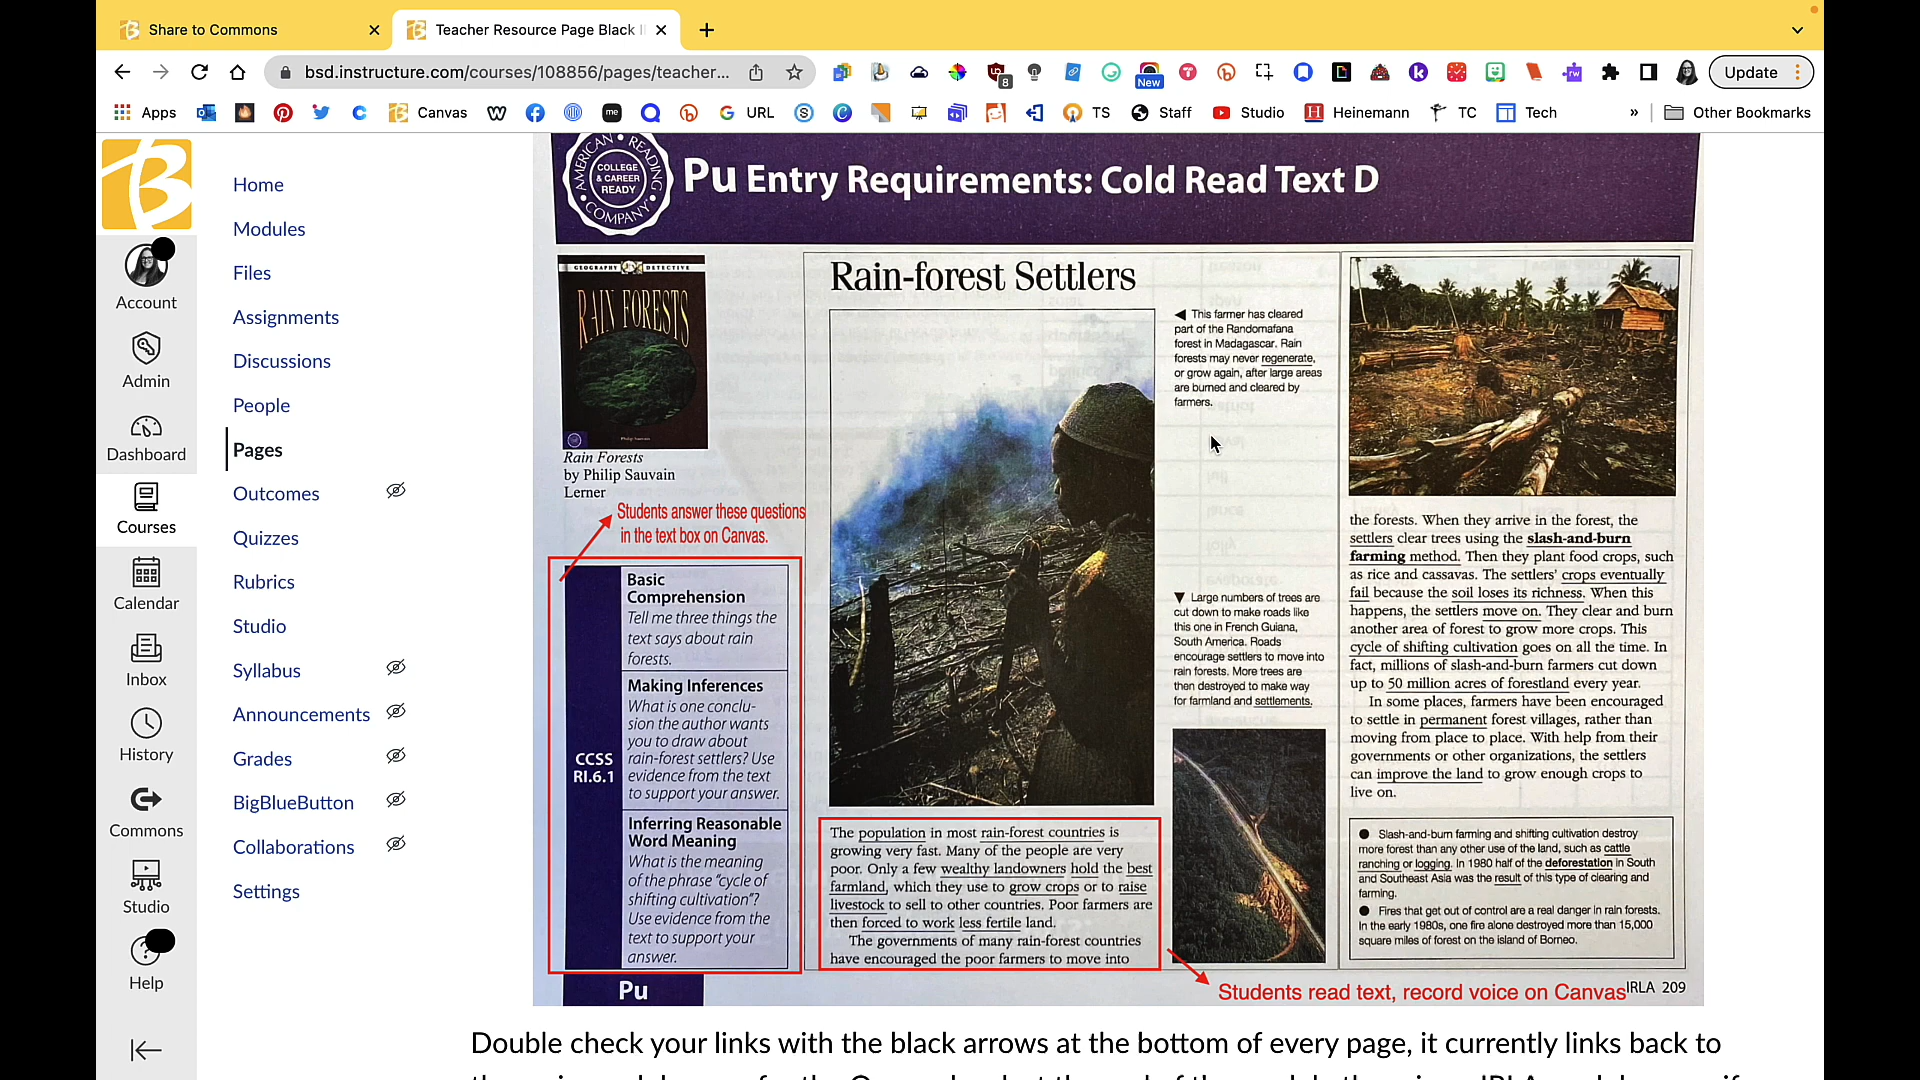 Share to Commons
Teacher Resource Page Black I
bsd.instructure.com/courses/108856/pages/teacher...
8
New
Update
Apps
Canvas
W
me
URL
TS
Staff
Studio
Heinemann
TC
Tech
»
Other Bookmarks
Account
Admin
Dashboard
Courses
Calendar
Inbox
History
Commons
Studio
Help
Home
Modules
Files
Assignments
Discussions
People
Pages
Outcomes
Quizzes
Rubrics
Studio
Syllabus
Announcements
Grades
BigBlueButton
Collaborations
Settings
AMERICAN • READING • COMPANY •
COLLEGE
& CAREER
READY
Pu Entry Requirements: Cold Read Text D
GEOGRAPHY DETECTIVE
RAIN FORESTS
Philip Sauvain
Rain Forests
by Philip Sauvain
Lerner
Students answer these questions
in the text box on Canvas.
CCSS
RI.6.1
Basic
Comprehension
Tell me three things the
text says about rain
forests.
Making Inferences
What is one conclu-
sion the author wants
you to draw about
rain-forest settlers? Use
evidence from the text
to support your answer.
Inferring Reasonable
Word Meaning
What is the meaning
of the phrase "cycle of
shifting cultivation"?
Use evidence from the
text to support your
answer.
Pu
Rain-forest Settlers
◀ This farmer has cleared
part of the Randomafana
forest in Madagascar. Rain
forests may never regenerate,
or grow again, after large areas
are burned and cleared by
farmers.
▼ Large numbers of trees are
cut down to make roads like
this one in French Guiana,
South America. Roads
encourage settlers to move into
rain forests. More trees are
then destroyed to make way
for farmland and settlements.
The population in most rain-forest countries is
growing very fast. Many of the people are very
poor. Only a few wealthy landowners hold the best
farmland, which they use to grow crops or to raise
livestock to sell to other countries. Poor farmers are
then forced to work less fertile land.
The governments of many rain-forest countries
have encouraged the poor farmers to move into
the forests. When they arrive in the forest, the
settlers clear trees using the slash-and-burn
farming method. Then they plant food crops, such
as rice and cassavas. The settlers' crops eventually
fail because the soil loses its richness. When this
happens, the settlers move on. They clear and burn
another area of forest to grow more crops. This
cycle of shifting cultivation goes on all the time. In
fact, millions of slash-and-burn farmers cut down
up to 50 million acres of forestland every year.
In some places, farmers have been encouraged
to settle in permanent forest villages, rather than
moving from place to place. With help from their
governments or other organizations, the settlers
can improve the land to grow enough crops to
live on.
● Slash-and-burn farming and shifting cultivation destroy
more forest than any other use of the land, such as cattle
ranching or logging. In 1980 half of the deforestation in South
and Southeast Asia was the result of this type of clearing and
farming.
● Fires that get out of control are a real danger in rain forests.
In the early 1980s, one fire alone destroyed more than 15,000
square miles of forest on the island of Borneo.
Students read text, record voice on Canvas
IRLA 209
Double check your links with the black arrows at the bottom of every page, it currently links back to